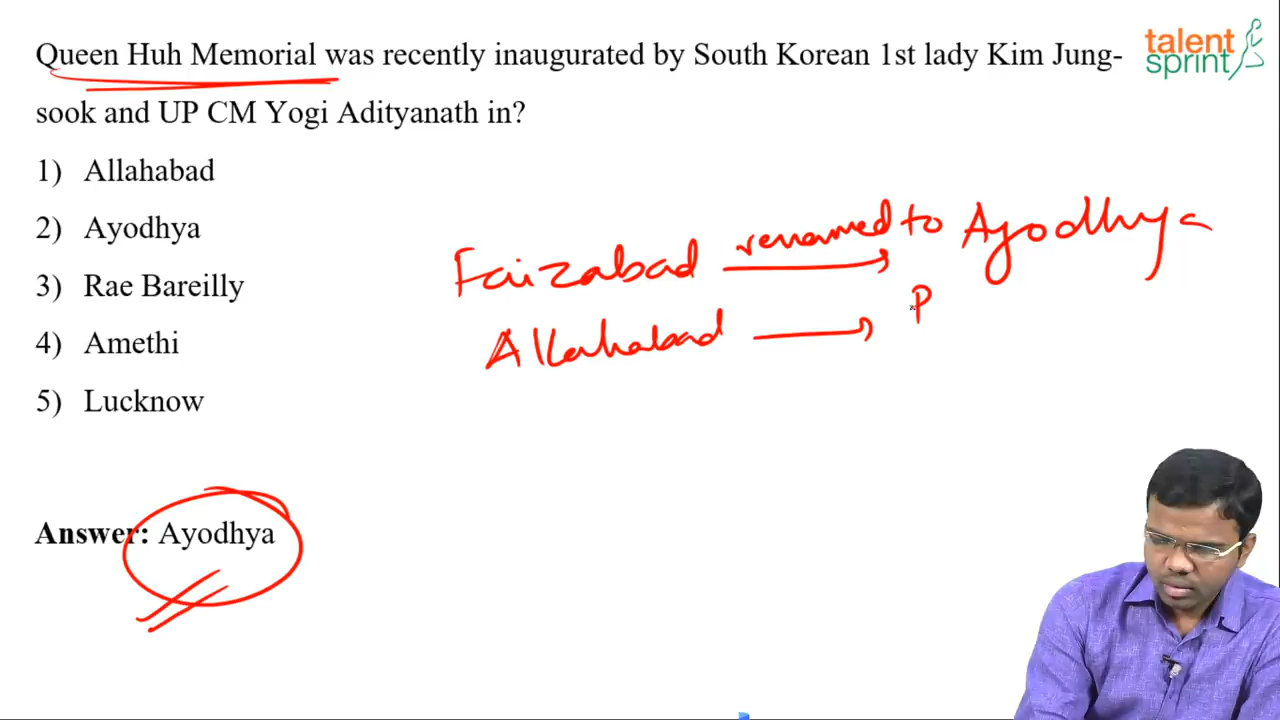 Queen Huh Memorial was recently inaugurated by South Korean 1st lady Kim Jung-
sook and UP CM Yogi Adityanath in?
talent
sprint
1) Allahabad
2) Ayodhya
3) Rae Bareilly
4) Amethi
5) Lucknow
Faizabad renamed to Ayodhya
Allahabad → P
Answer: Ayodhya